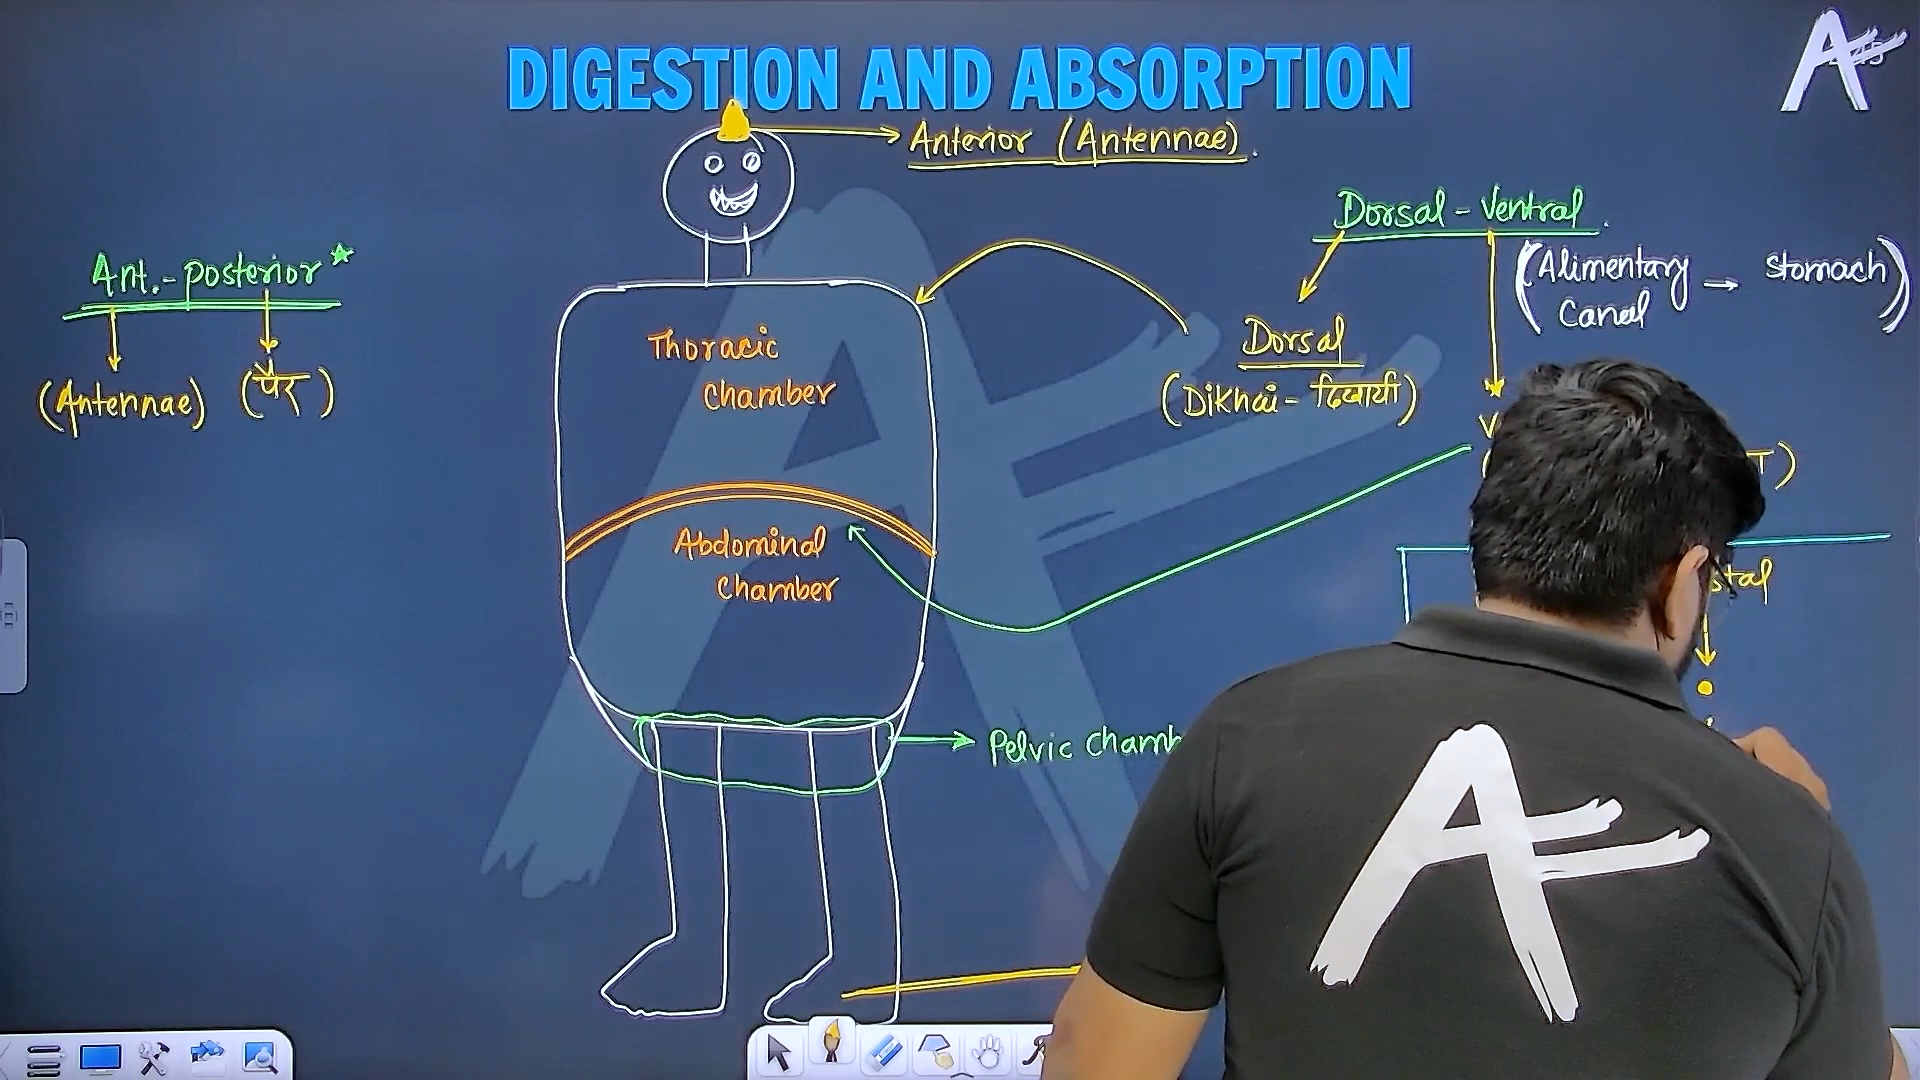 DIGESTION AND ABSORPTION
Anterior (Antennae).
Dorsal - Ventral.
(Alimentary Canal → Stomach)
Ant.-posterior*
(Antennae) (पैर)
Thoracic
Chamber
Dorsal
(Dikhai - दिखायी)
Abdominal
Chamber
Pelvic